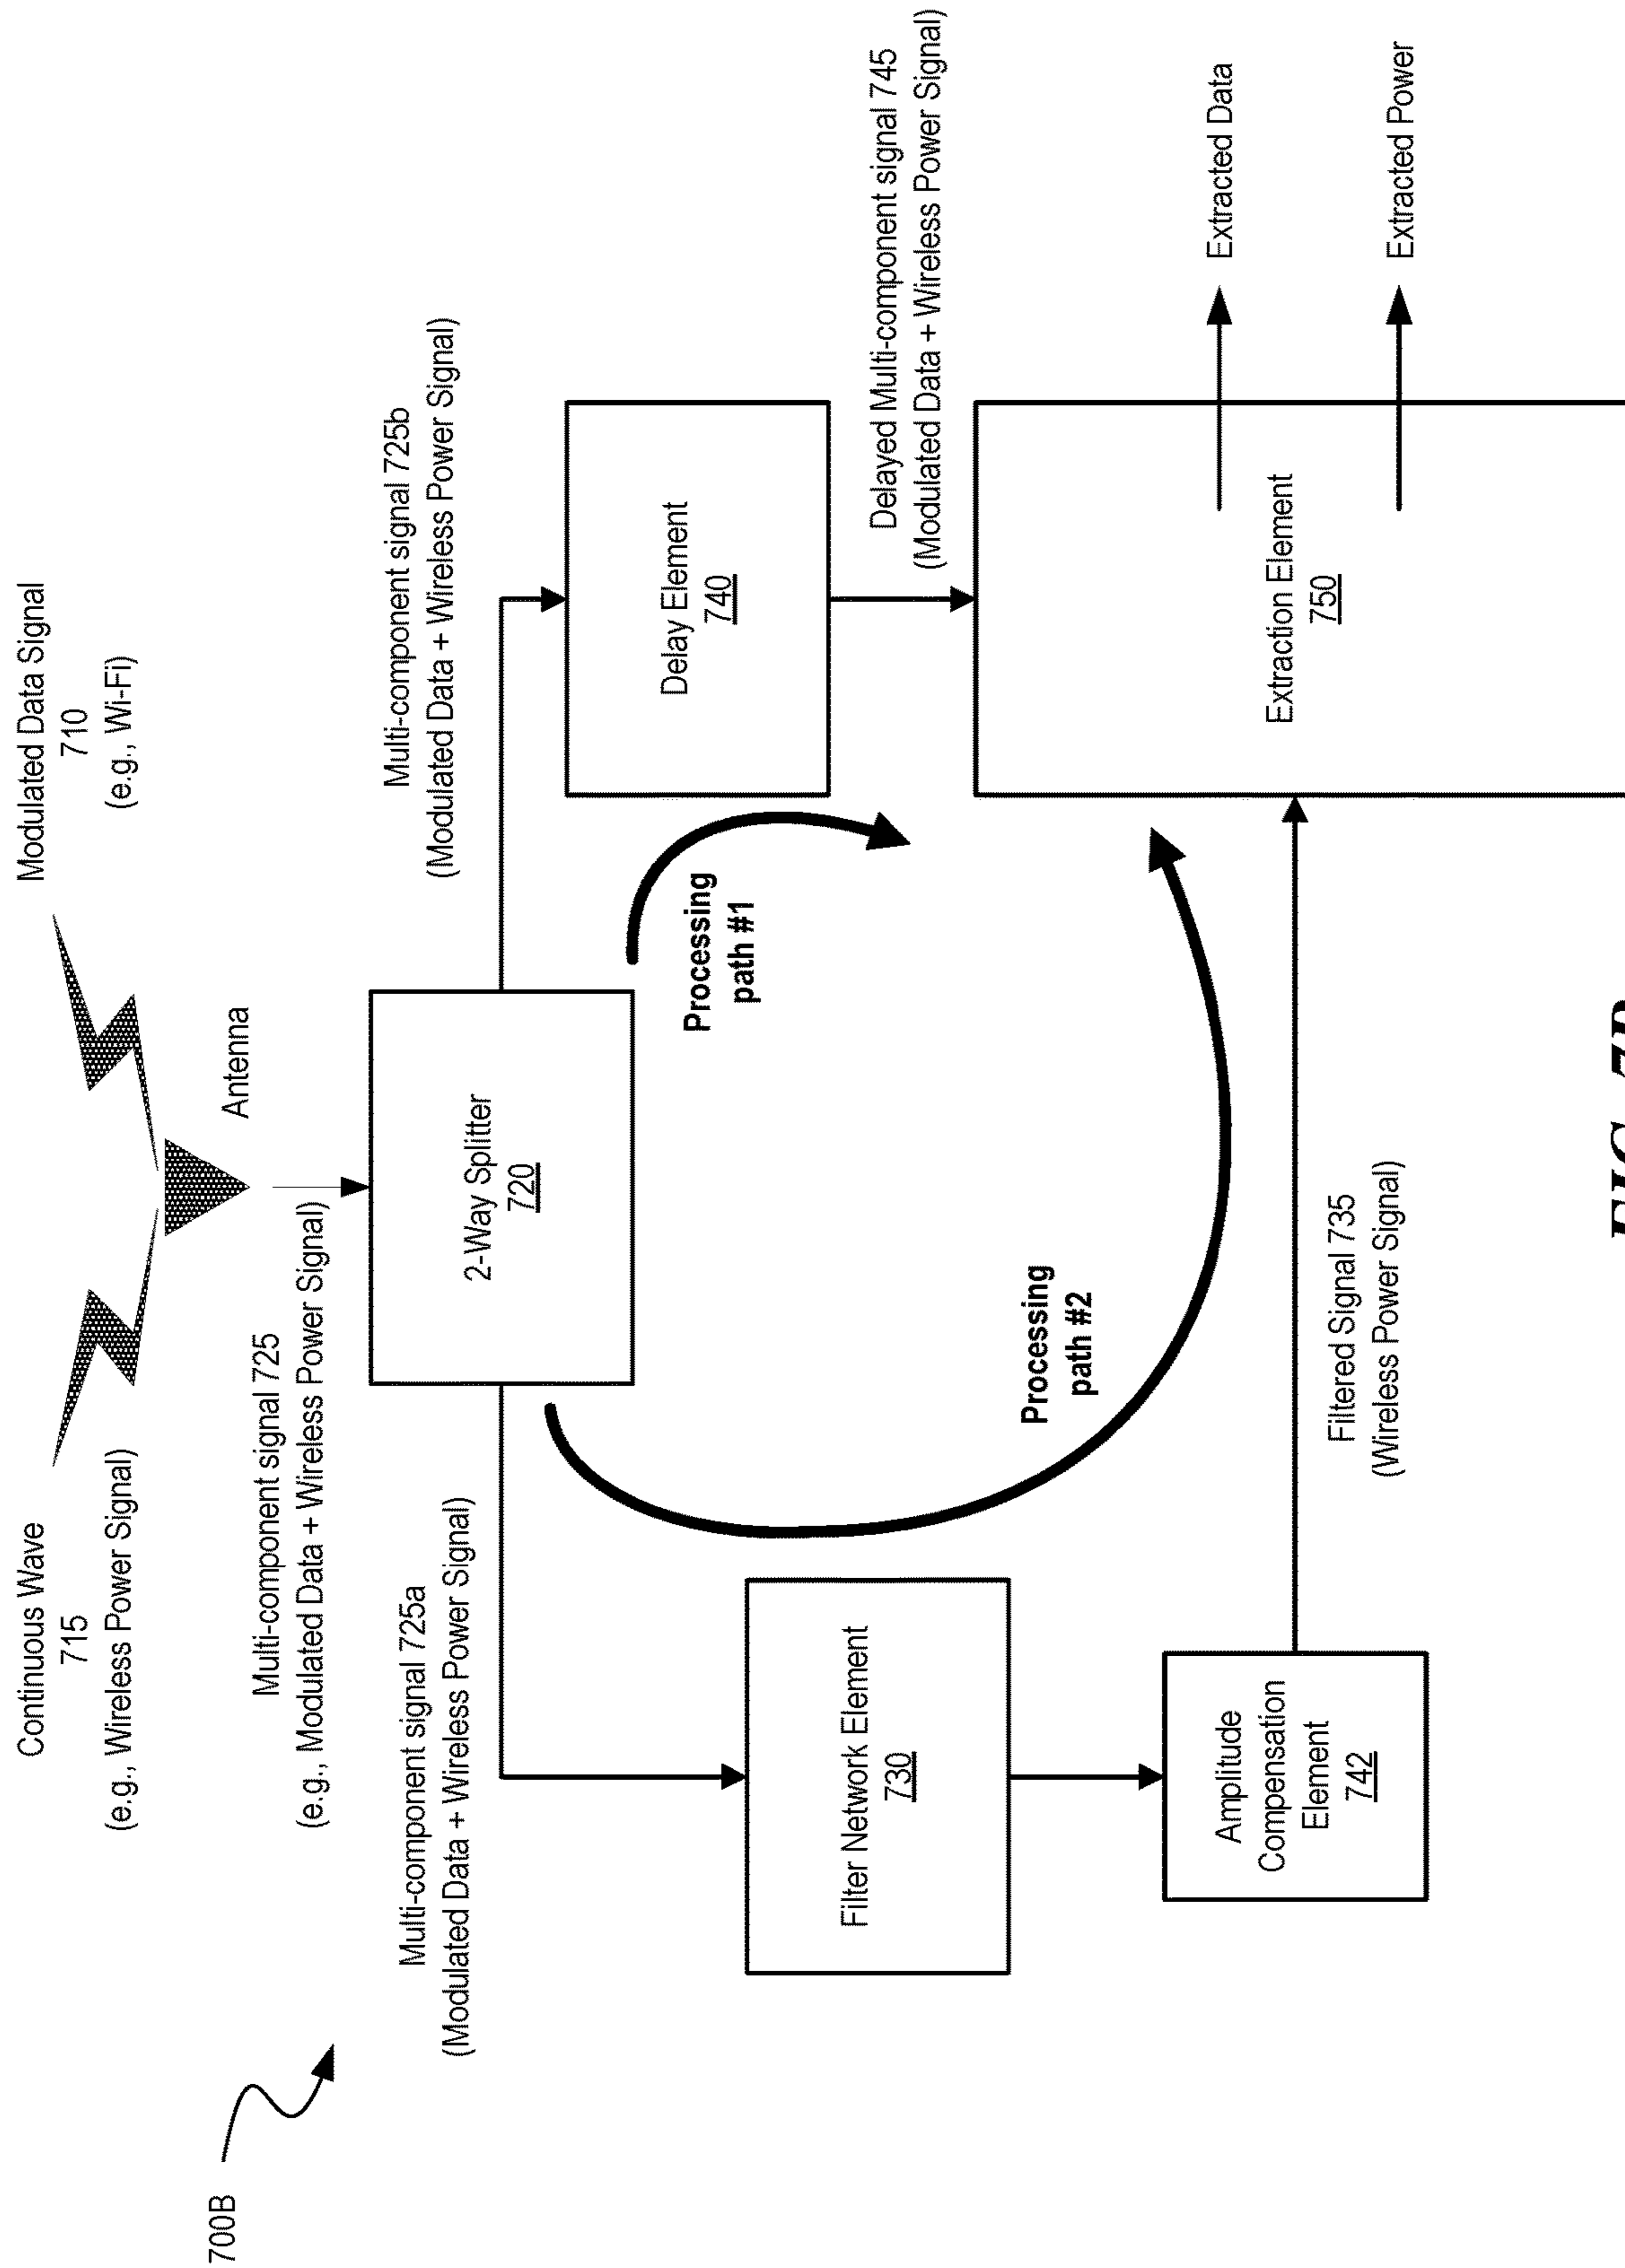 700B
Continuous Wave
715
(e.g., Wireless Power Signal)
Modulated Data Signal
710
(e.g., Wi-Fi)
Antenna
Multi-component signal 725
(e.g., Modulated Data + Wireless Power Signal)
2-Way Splitter
720
Multi-component signal 725a
(Modulated Data + Wireless Power Signal)
Multi-component signal 725b
(Modulated Data + Wireless Power Signal)
Delay Element
740
Processing
path #1
Filter Network Element
730
Delayed Multi-component signal 745
(Modulated Data + Wireless Power Signal)
Processing
path #2
Amplitude
Compensation
Element
742
Filtered Signal 735
(Wireless Power Signal)
Extraction Element
750
Extracted Data
Extracted Power